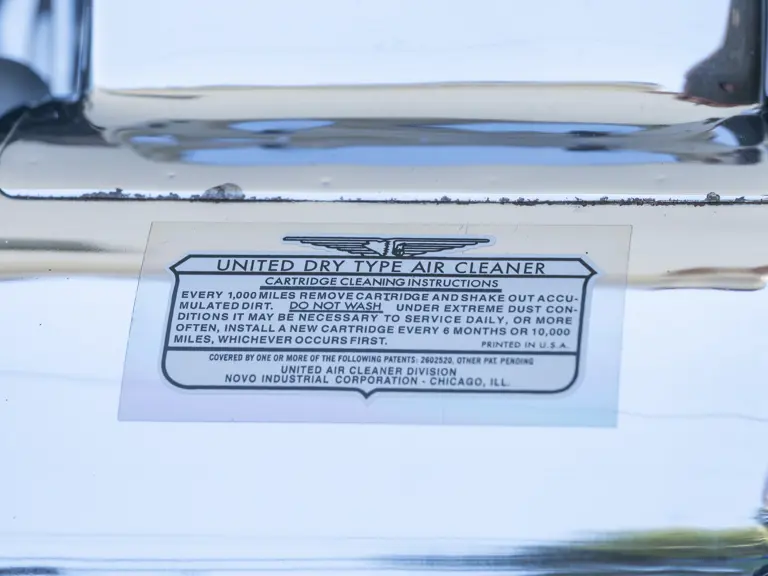 UNITED DRY TYPE AIR CLEANER
CARTRIDGE CLEANING INSTRUCTIONS
EVERY 1,000 MILES REMOVE CARTRIDGE AND SHAKE OUT ACCU-
MULATED DIRT. DO NOT WASH UNDER EXTREME DUST CON-
DITIONS IT MAY BE NECESSARY TO SERVICE DAILY, OR MORE
OFTEN, INSTALL A NEW CARTRIDGE EVERY 6 MONTHS OR 10,000
MILES, WHICHEVER OCCURS FIRST. PRINTED IN U.S.A.
COVERED BY ONE OR MORE OF THE FOLLOWING PATENTS: 2602520, OTHER PAT. PENDING
UNITED AIR CLEANER DIVISION
NOVO INDUSTRIAL CORPORATION - CHICAGO, ILL.